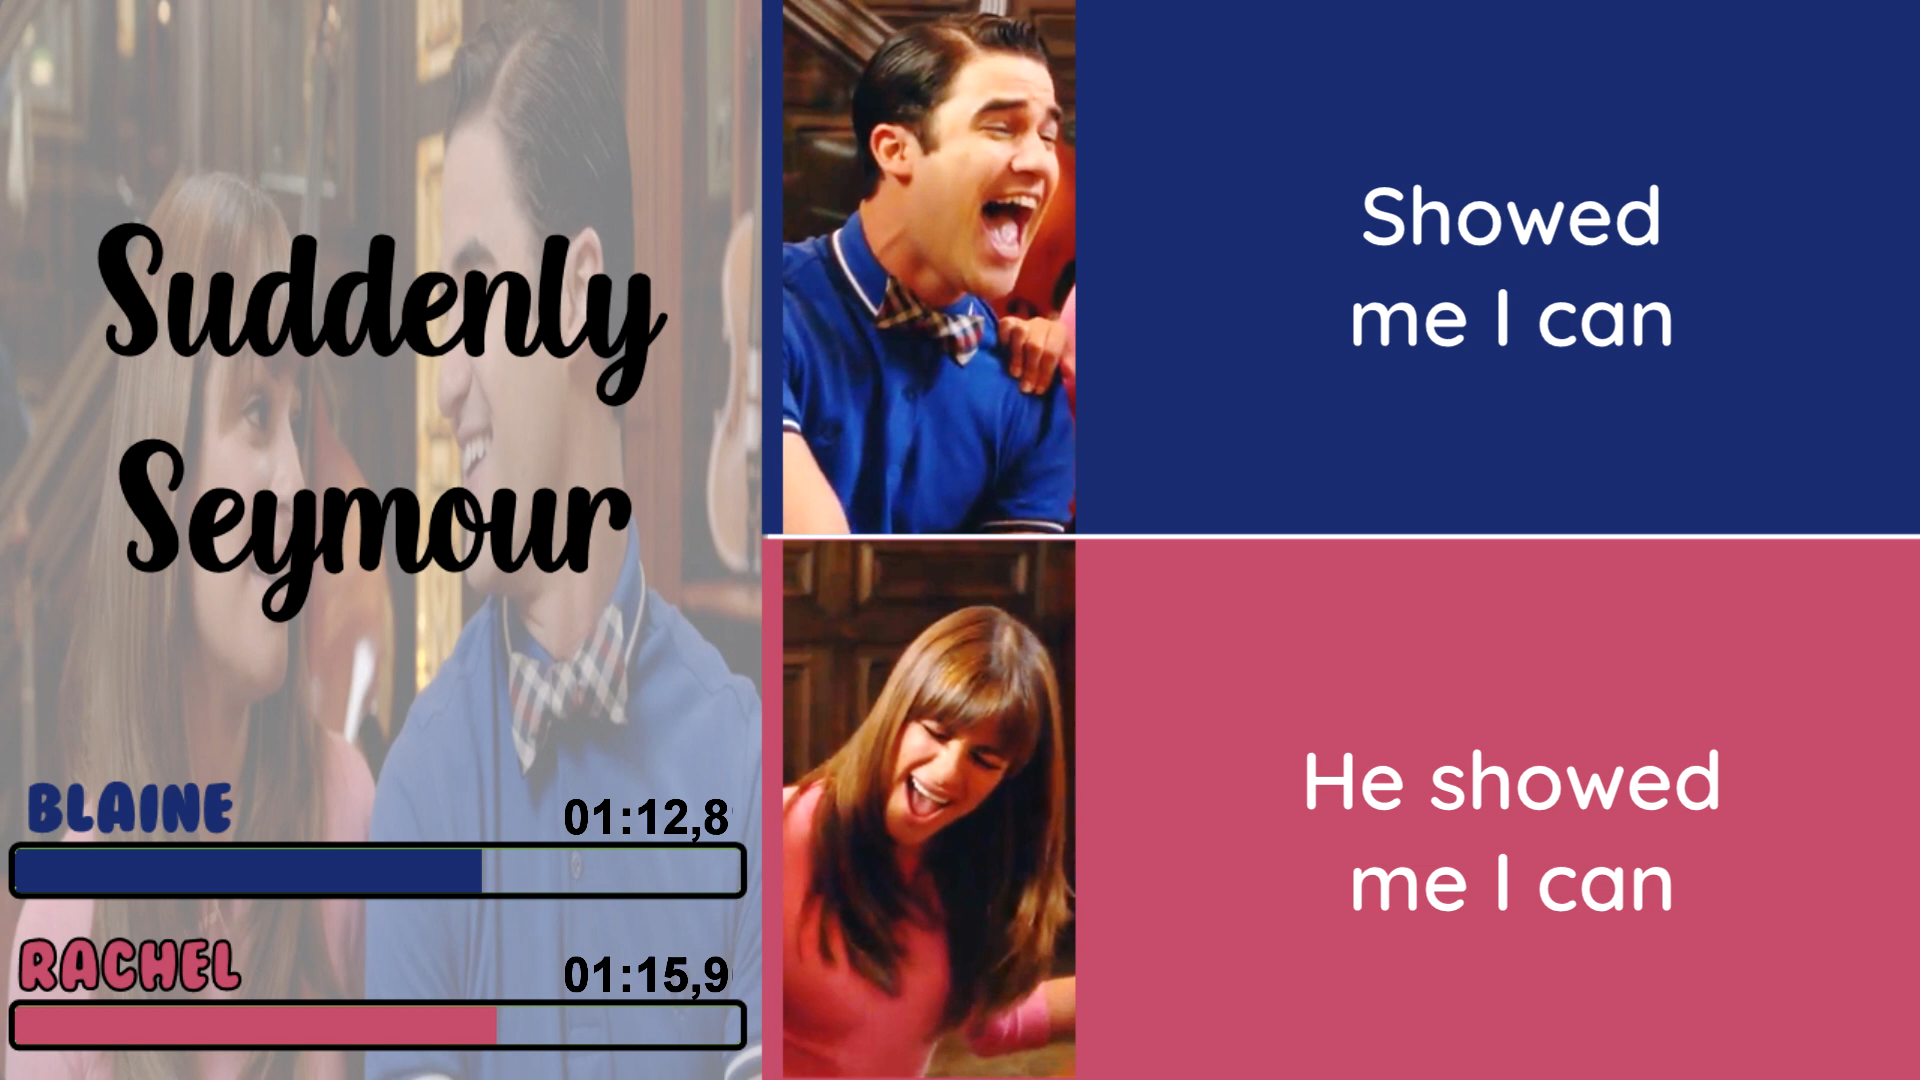 Suddenly
Seymour
BLAINE
01:12,8
RACHEL
01:15,9
Showed
me I can
He showed
me I can